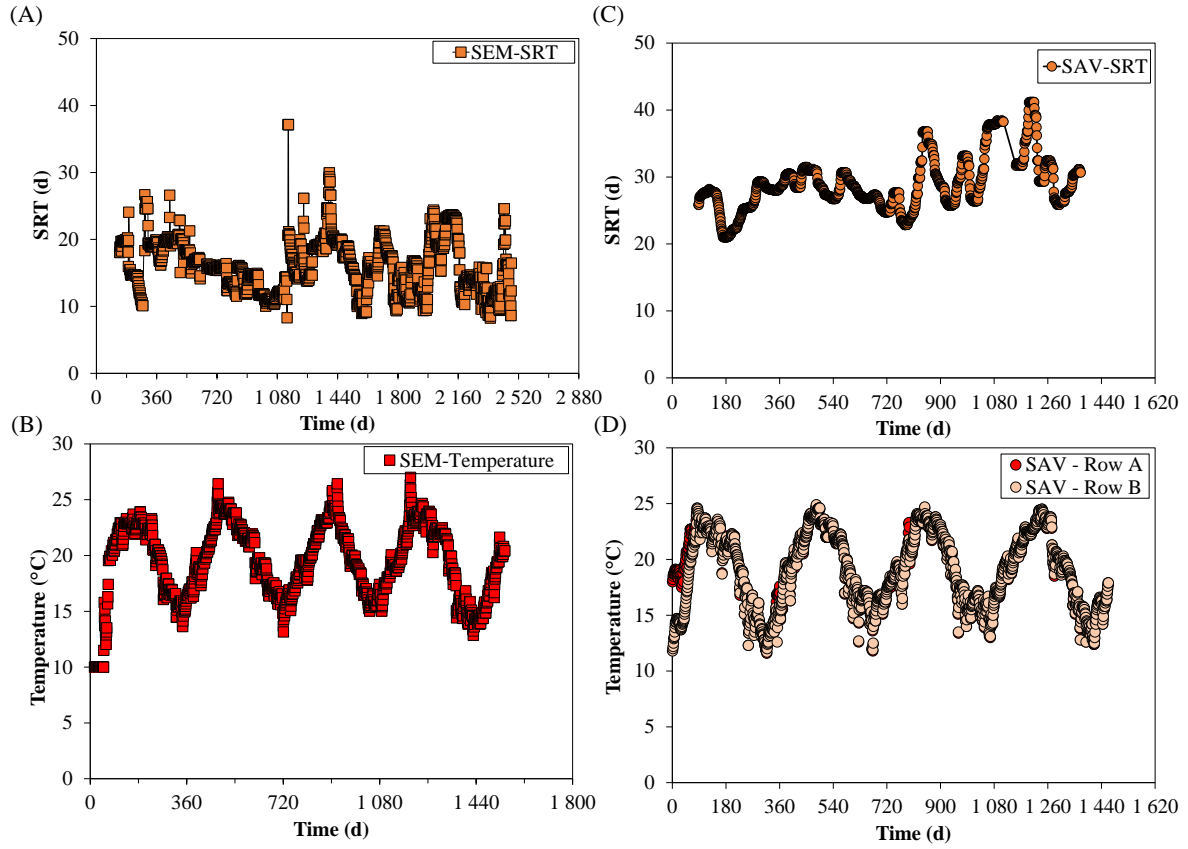 (A)
50
40
30
20
10
0
SRT (d)
SEM-SRT
0 360 720 1 080 1 440 1 800 2 160 2 520 2 880
Time (d)
(C)
50
40
30
20
10
0
SRT (d)
SAV-SRT
0 180 360 540 720 900 1 080 1 260 1 440 1 620
Time (d)
(B)
30
25
20
15
10
5
0
Temperature (°C)
SEM-Temperature
0 360 720 1 080 1 440 1 800
Time (d)
(D)
30
25
20
15
10
5
0
Temperature (°C)
SAV - Row A
SAV - Row B
0 180 360 540 720 900 1 080 1 260 1 440 1 620
Time (d)